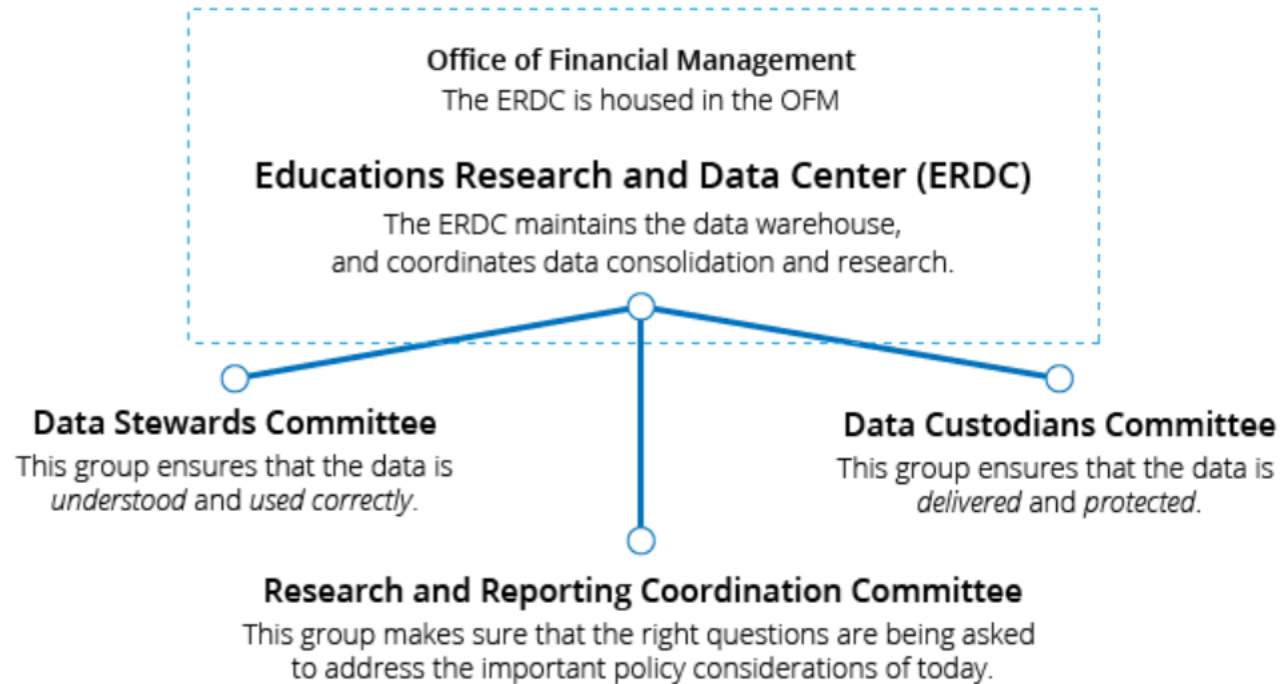 Office of Financial Management
The ERDC is housed in the OFM
Educations Research and Data Center (ERDC)
The ERDC maintains the data warehouse,
and coordinates data consolidation and research.
Data Stewards Committee
This group ensures that the data is
understood and used correctly.
Data Custodians Committee
This group ensures that the data is
delivered and protected.
Research and Reporting Coordination Committee
This group makes sure that the right questions are being asked
to address the important policy considerations of today.